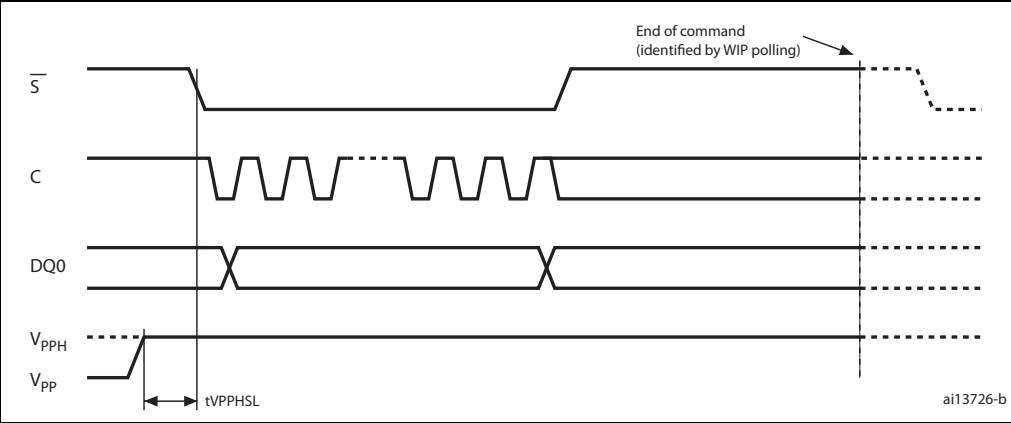 End of command
(identified by WIP polling)
S
C
DQ0
VPPH
VPP
tVPPHSL
ai13726-b